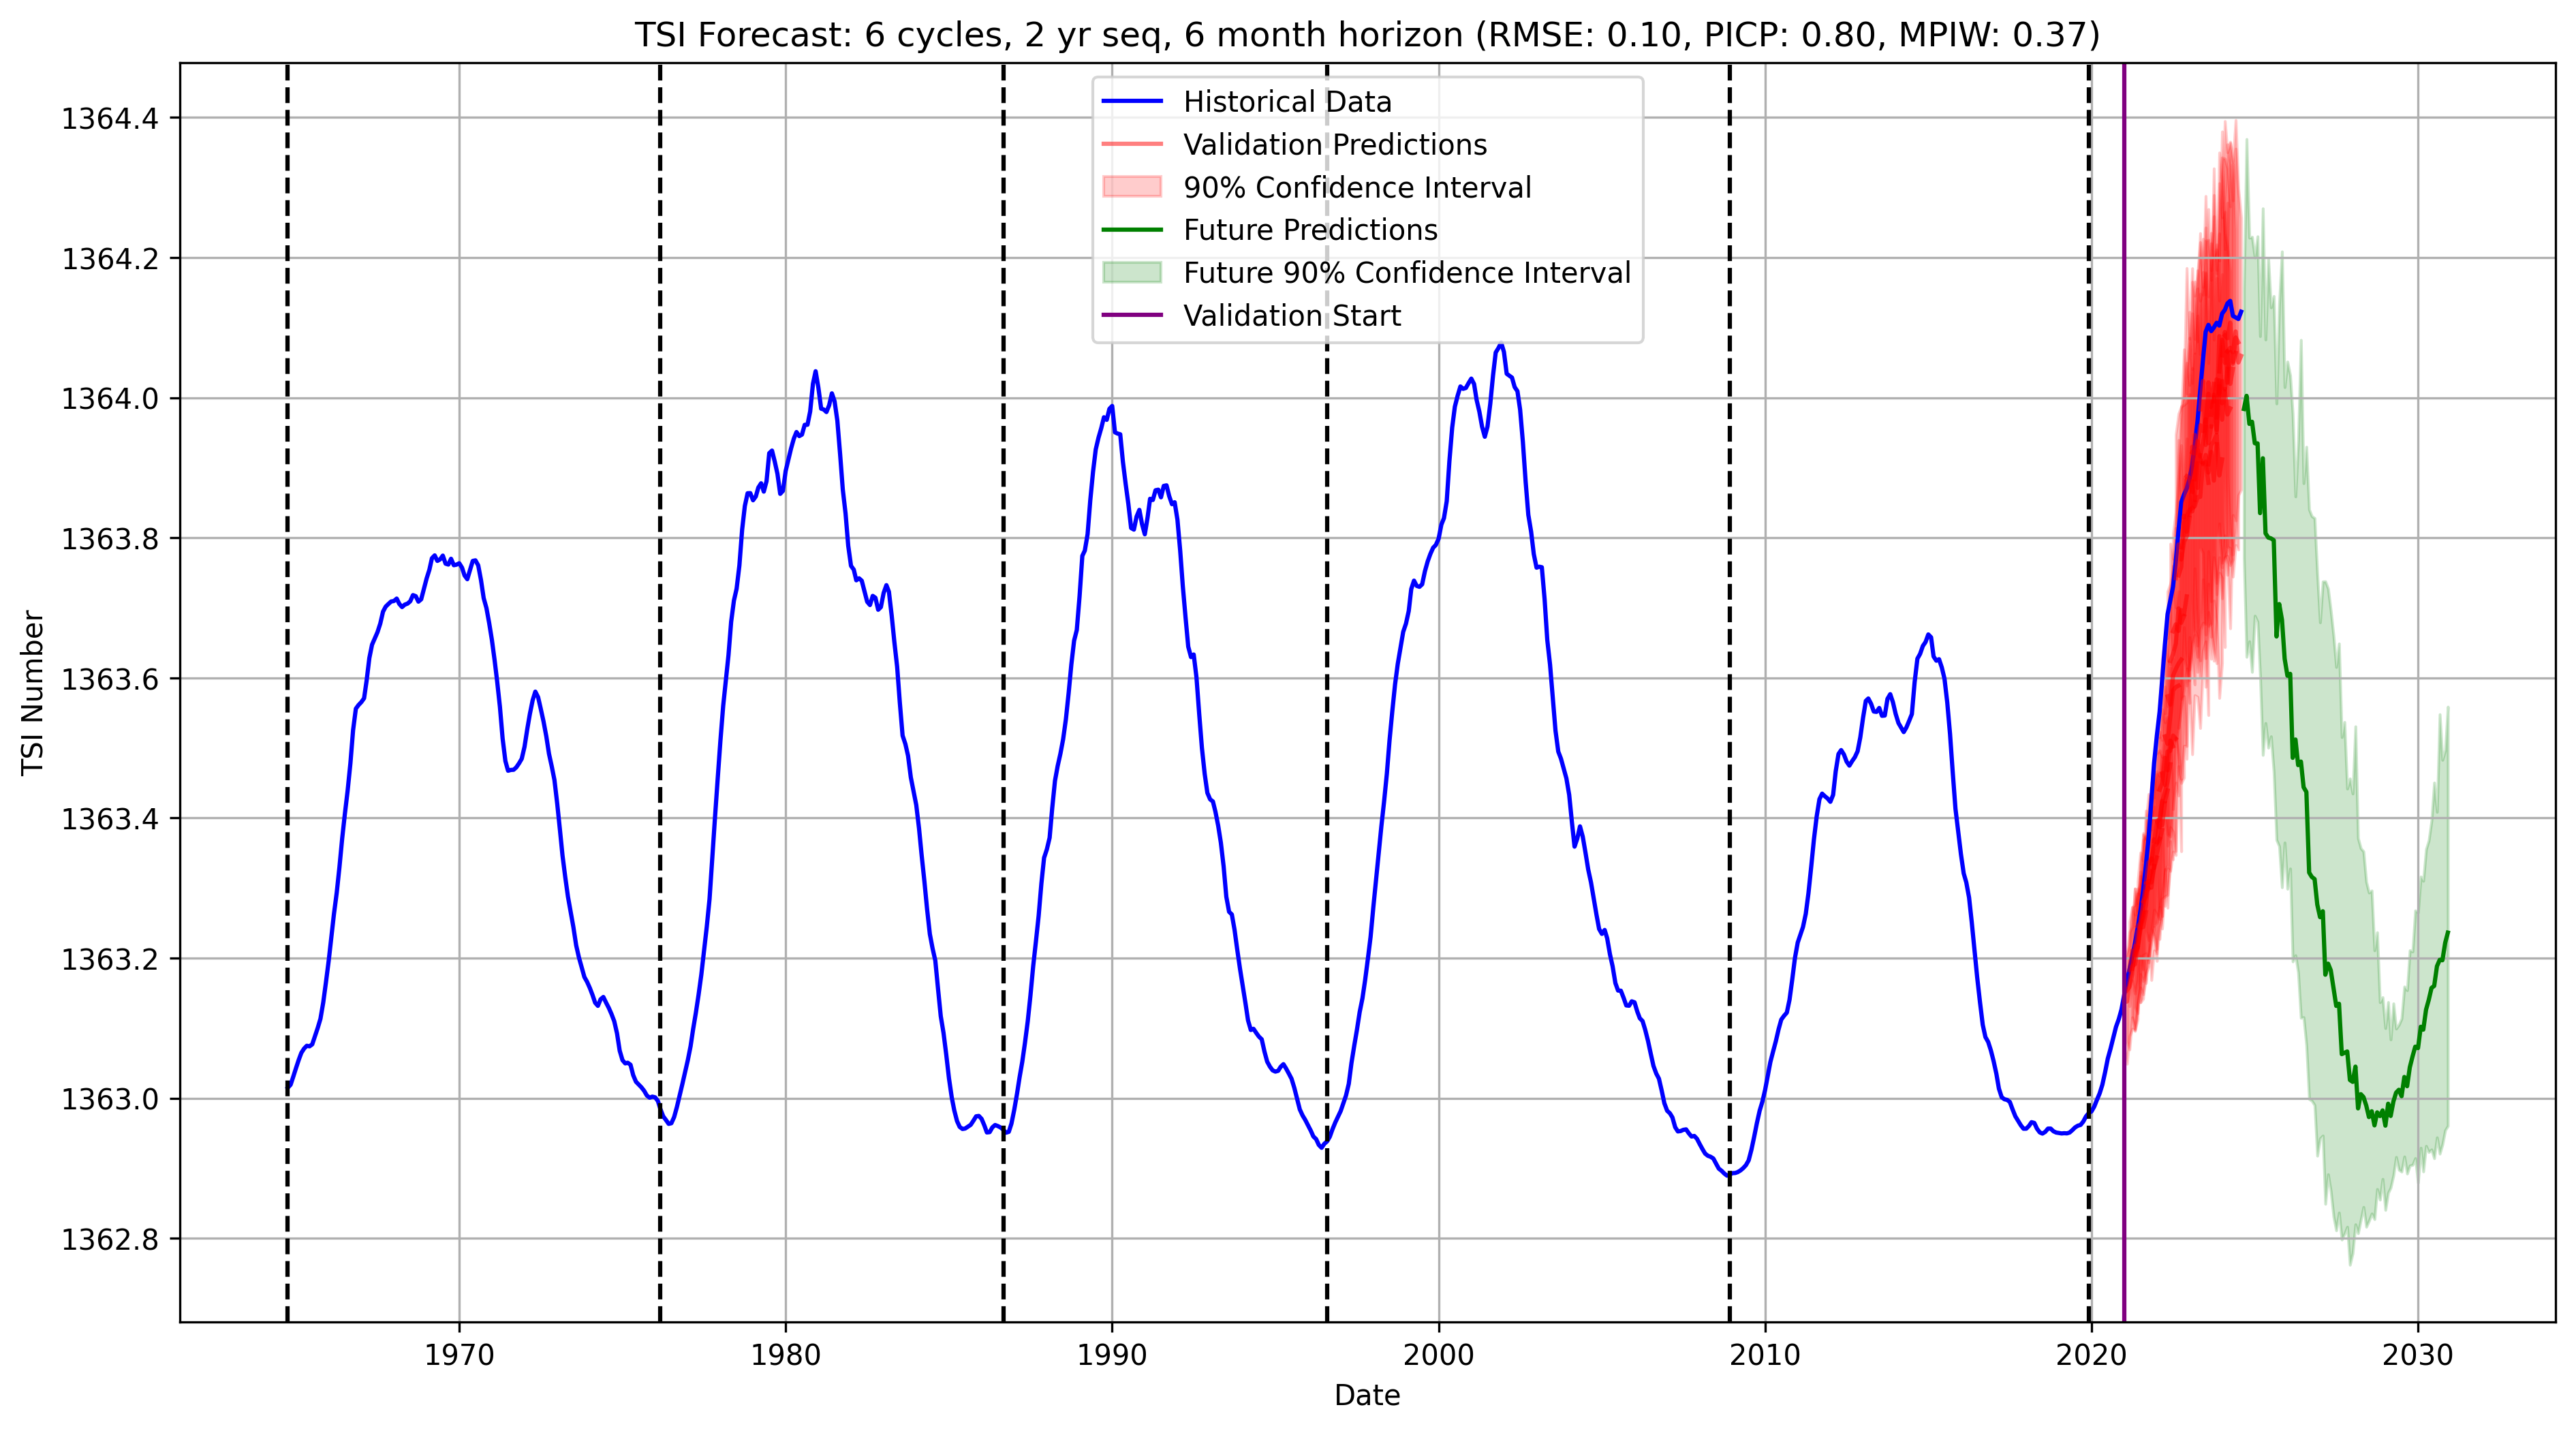 TSI Forecast: 6 cycles, 2 yr seq, 6 month horizon (RMSE: 0.10, PICP: 0.80, MPIW: 0.37)
Historical Data
Validation Predictions
90% Confidence Interval
Future Predictions
Future 90% Confidence Interval
Validation Start
TSI Number
1364.4
1364.2
1364.0
1363.8
1363.6
1363.4
1363.2
1363.0
1362.8
1970
1980
1990
2000
2010
2020
2030
Date